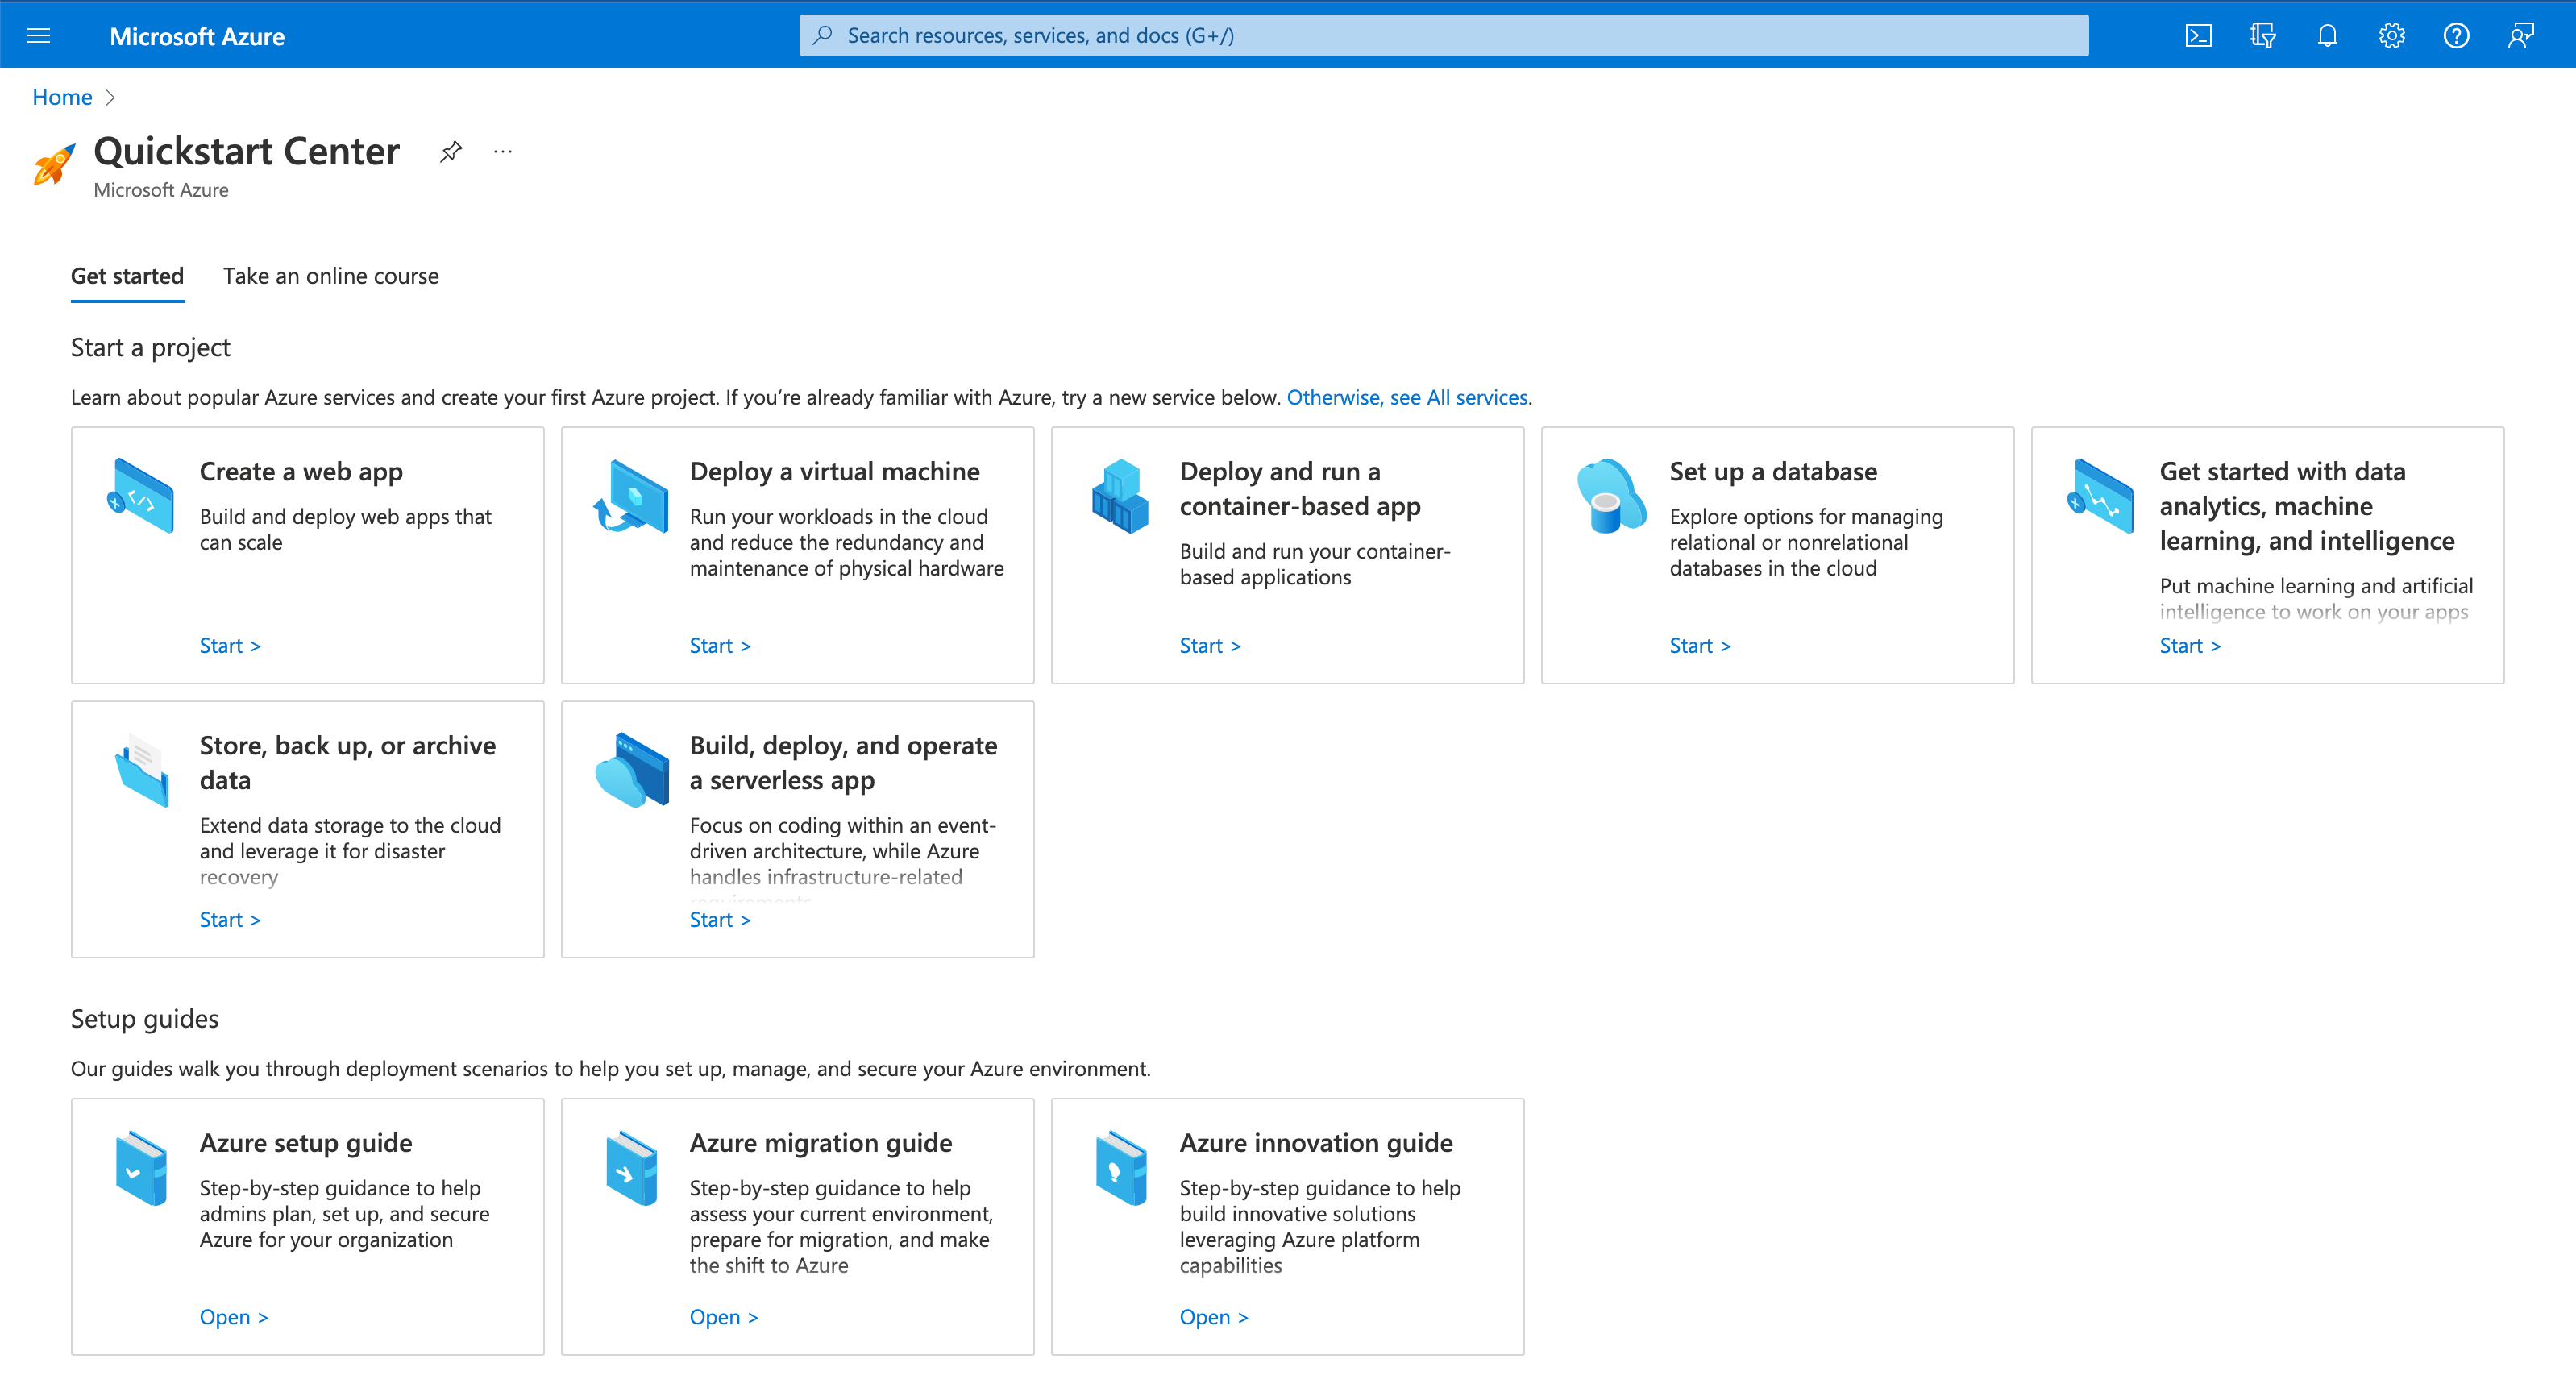 Microsoft Azure
Search resources, services, and docs (G+/)
Home
Quickstart Center
Microsoft Azure
Get started
Take an online course
Start a project
Learn about popular Azure services and create your first Azure project. If you’re already familiar with Azure, try a new service below. Otherwise, see All services.
Create a web app
Build and deploy web apps that
can scale
Start >
Deploy a virtual machine
Run your workloads in the cloud
and reduce the redundancy and
maintenance of physical hardware
Start >
Deploy and run a
container-based app
Build and run your container-
based applications
Start >
Set up a database
Explore options for managing
relational or nonrelational
databases in the cloud
Start >
Get started with data
analytics, machine
learning, and intelligence
Put machine learning and artificial
intelligence to work on your apps
Start >
Store, back up, or archive
data
Extend data storage to the cloud
and leverage it for disaster
recovery
Start >
Build, deploy, and operate
a serverless app
Focus on coding within an event-
driven architecture, while Azure
handles infrastructure-related
requirements
Start >
Setup guides
Our guides walk you through deployment scenarios to help you set up, manage, and secure your Azure environment.
Azure setup guide
Step-by-step guidance to help
admins plan, set up, and secure
Azure for your organization
Open >
Azure migration guide
Step-by-step guidance to help
assess your current environment,
prepare for migration, and make
the shift to Azure
Open >
Azure innovation guide
Step-by-step guidance to help
build innovative solutions
leveraging Azure platform
capabilities
Open >